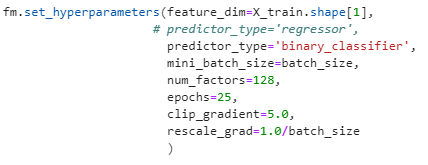 fm.set_hyperparameters(feature_dim=X_train.shape[1],
# predictor_type='regressor',
predictor_type='binary_classifier',
mini_batch_size=batch_size,
num_factors=128,
epochs=25,
clip_gradient=5.0,
rescale_grad=1.0/batch_size
)